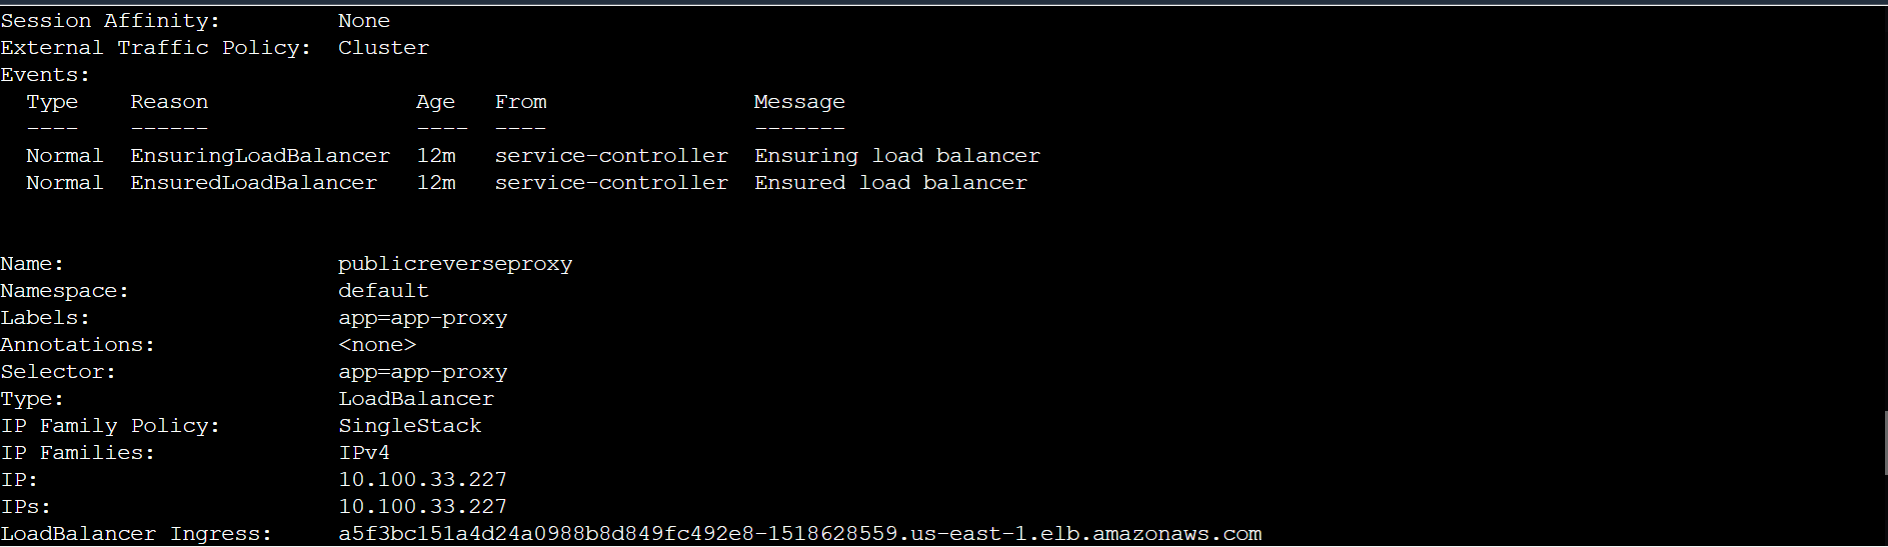 Session Affinity:         None
External Traffic Policy:  Cluster
Events:
  Type    Reason                Age   From                Message
  ----    ------                ----  ----                -------
  Normal  EnsuringLoadBalancer  12m   service-controller  Ensuring load balancer
  Normal  EnsuredLoadBalancer   12m   service-controller  Ensured load balancer
Name:                     publicreverseproxy
Namespace:                default
Labels:                   app=app-proxy
Annotations:              <none>
Selector:                 app=app-proxy
Type:                     LoadBalancer
IP Family Policy:         SingleStack
IP Families:              IPv4
IP:                       10.100.33.227
IPs:                      10.100.33.227
LoadBalancer Ingress:     a5f3bc151a4d24a0988b8d849fc492e8-1518628559.us-east-1.elb.amazonaws.com